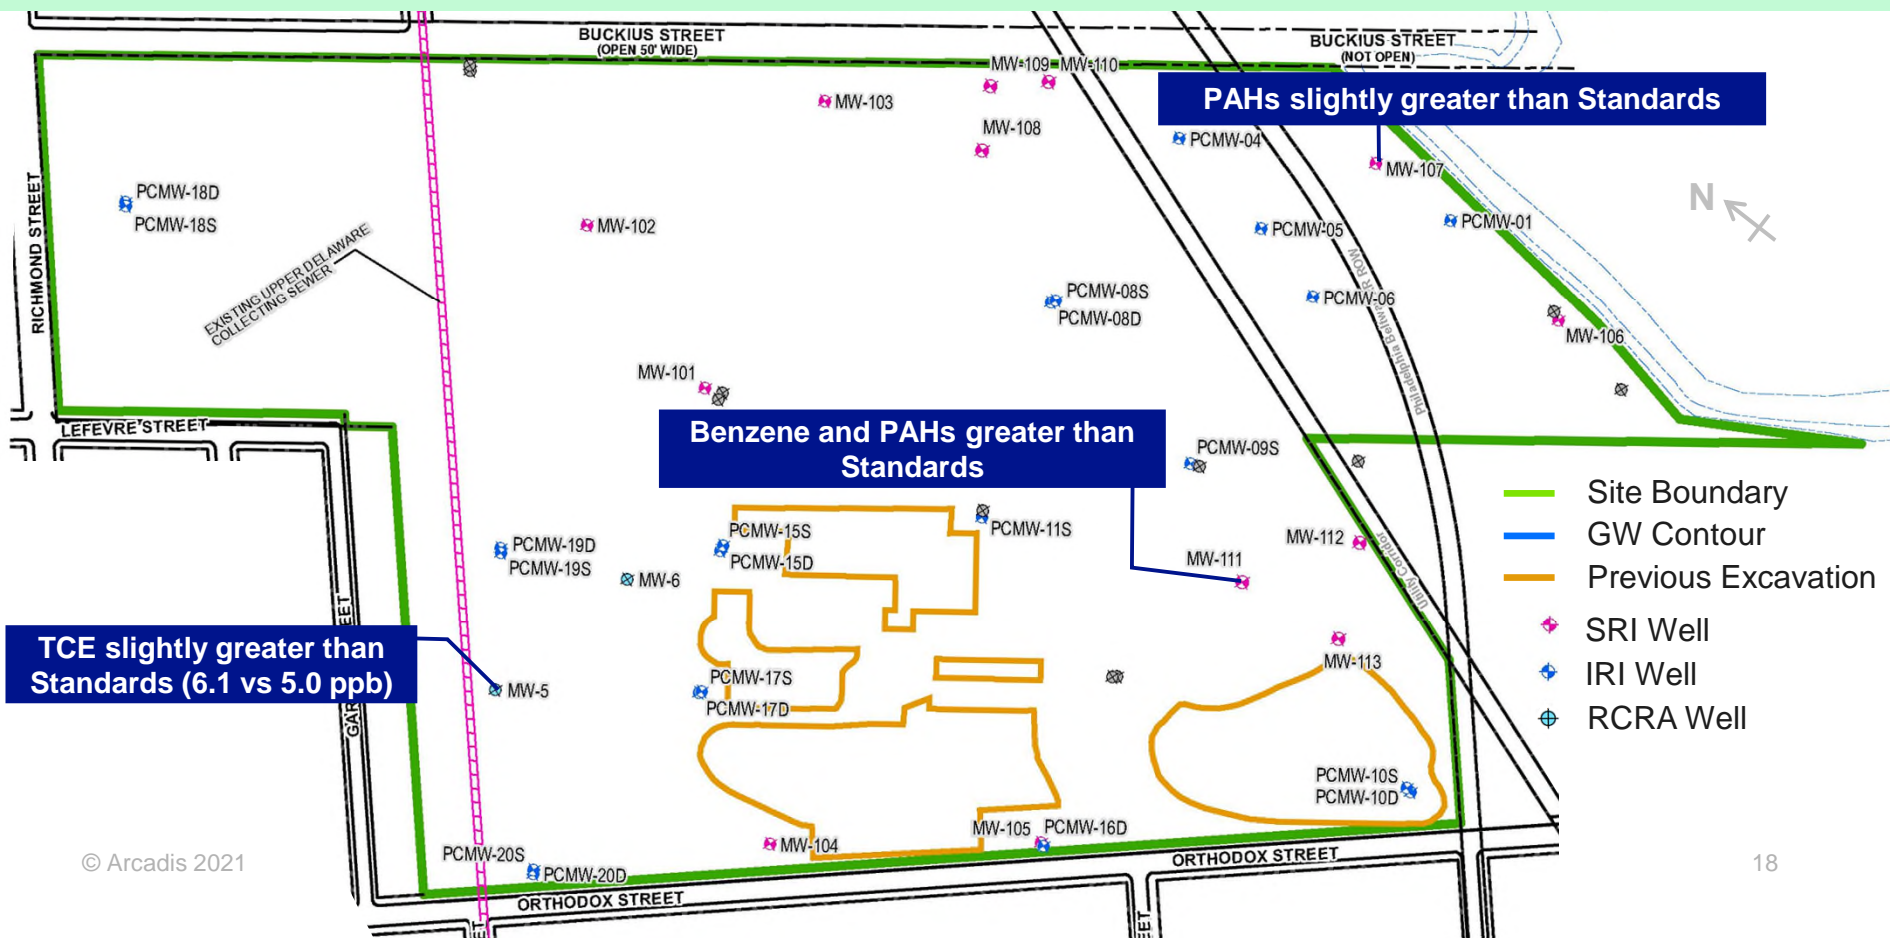 BUCKIUS STREET
(OPEN 50' WIDE)
BUCKIUS STREET
(NOT OPEN)
MW-109
MW-110
PAHs slightly greater than Standards
MW-103
MW-108
PCMW-04
MW-107
RICHMOND STREET
PCMW-18D
PCMW-18S
N
MW-102
PCMW-05
PCMW-01
EXISTING UPPER DELAWARE
COLLECTING SEWER
PCMW-08S
PCMW-08D
PCMW-06
Philadelphia Beltway RR ROW
MW-106
MW-101
LEFEVRE STREET
Benzene and PAHs greater than
Standards
PCMW-09S
Site Boundary
GW Contour
Previous Excavation
SRI Well
IRI Well
RCRA Well
PCMW-15S
PCMW-15D
PCMW-11S
MW-112
MW-111
Utility Corridor
PCMW-19D
PCMW-19S
MW-6
TCE slightly greater than
Standards (6.1 vs 5.0 ppb)
MW-5
PCMW-17S
PCMW-17D
MW-113
PCMW-10S
PCMW-10D
MW-105
PCMW-16D
MW-104
PCMW-20S
PCMW-20D
ORTHODOX STREET
ORTHODOX STREET
© Arcadis 2021
18